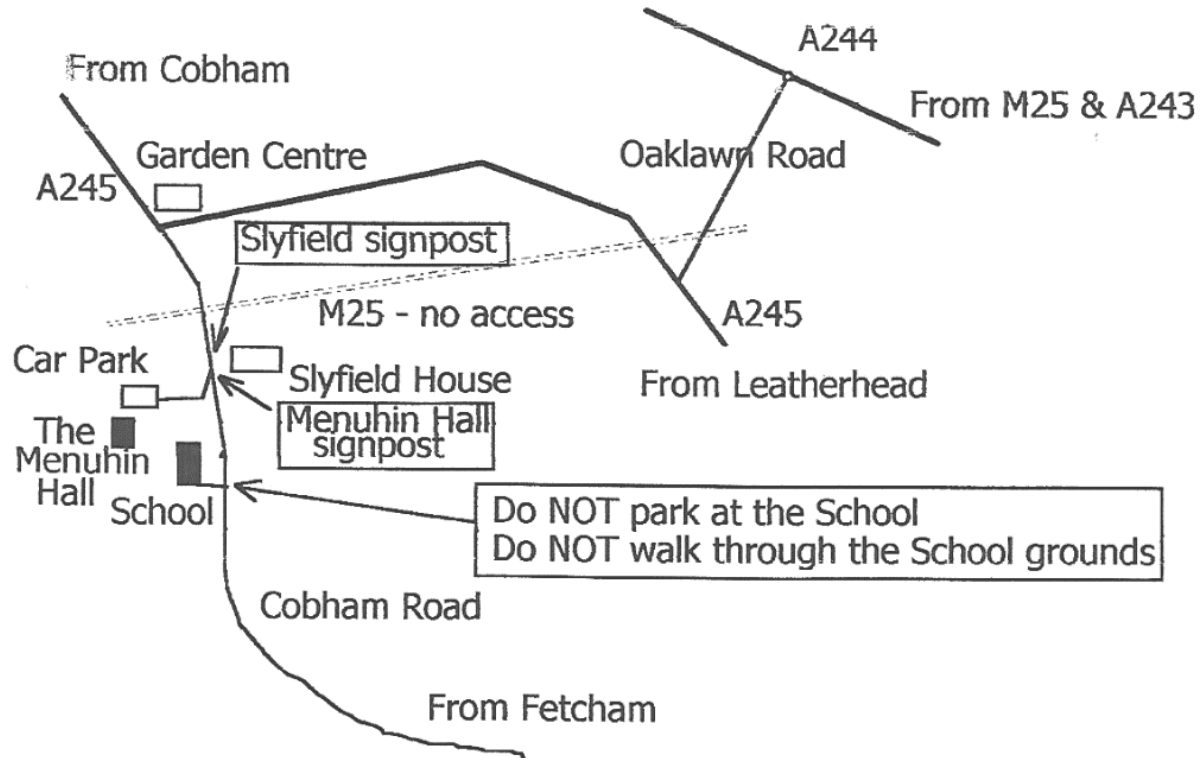 A244
From Cobham
From M25 & A243
Garden Centre
Oaklawn Road
A245
Slyfield signpost
M25 - no access
A245
Car Park
Slyfield House
From Leatherhead
Menuhin Hall
signpost
The
Menuhin
Hall
School
Do NOT park at the School
Do NOT walk through the School grounds
Cobham Road
From Fetcham